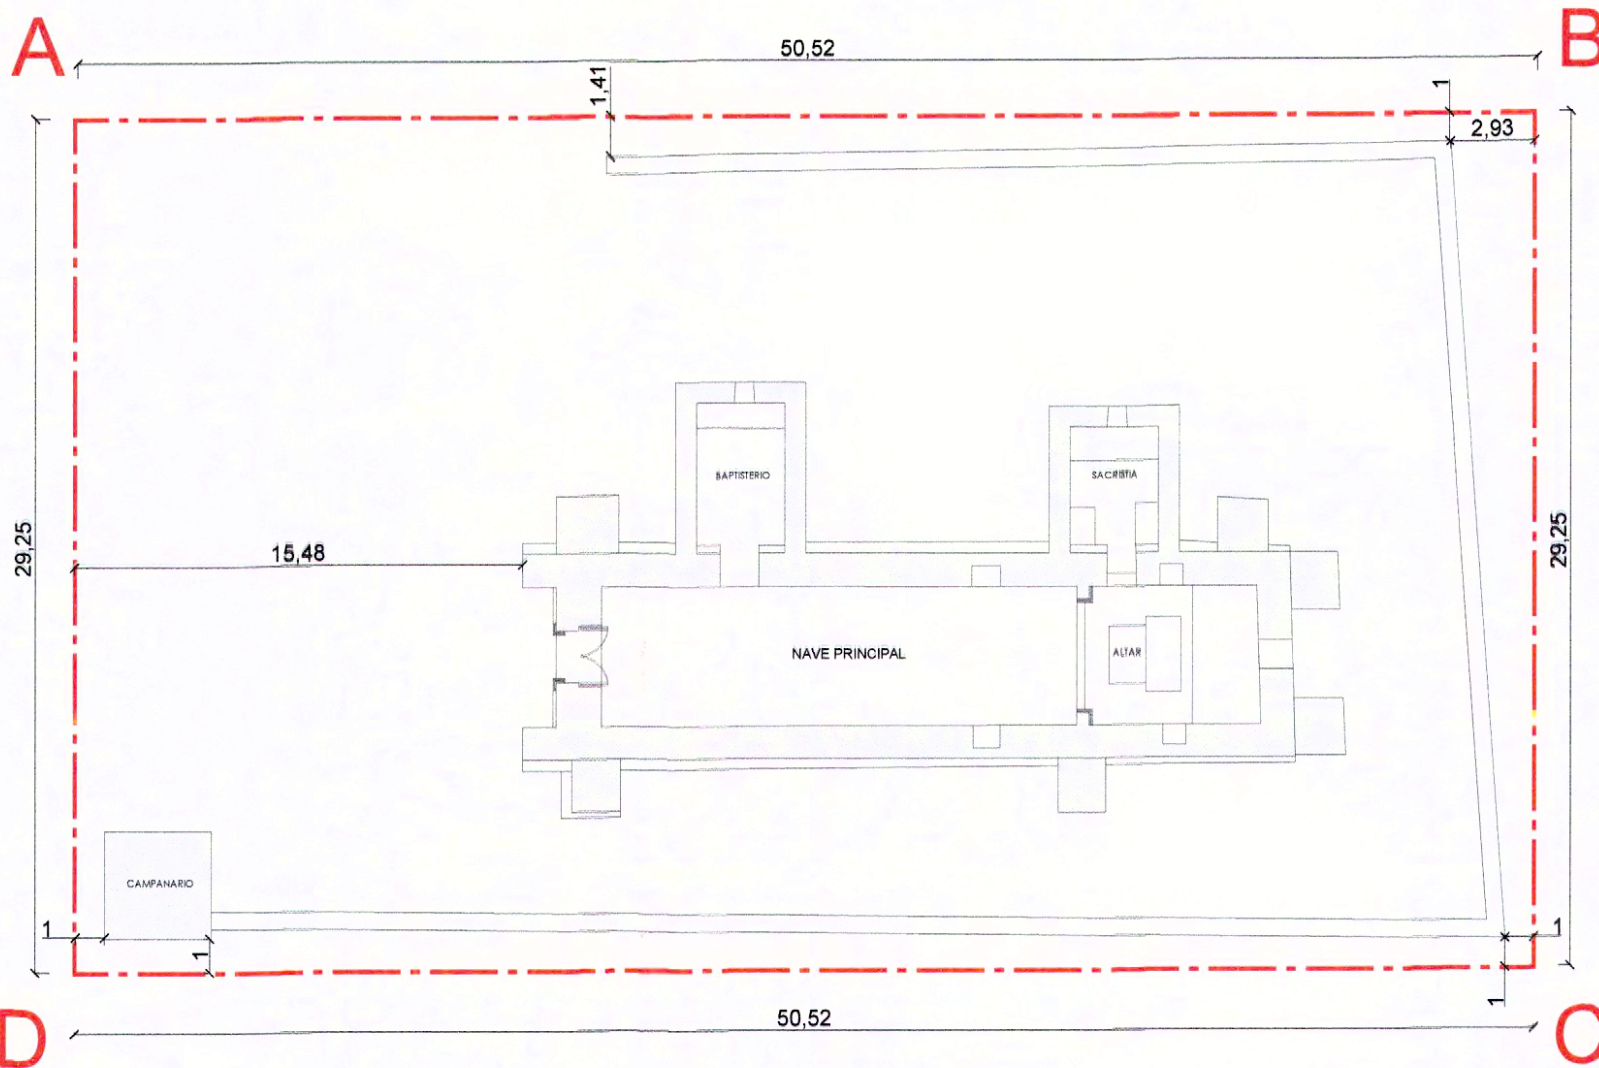 A
50,52
B
1,41
1
2,93
29,25
BAPTISTERIO
SACRISTIA
15,48
29,25
NAVE PRINCIPAL
ALTAR
CAMPANARIO
1
1
1
1
D
50,52
C